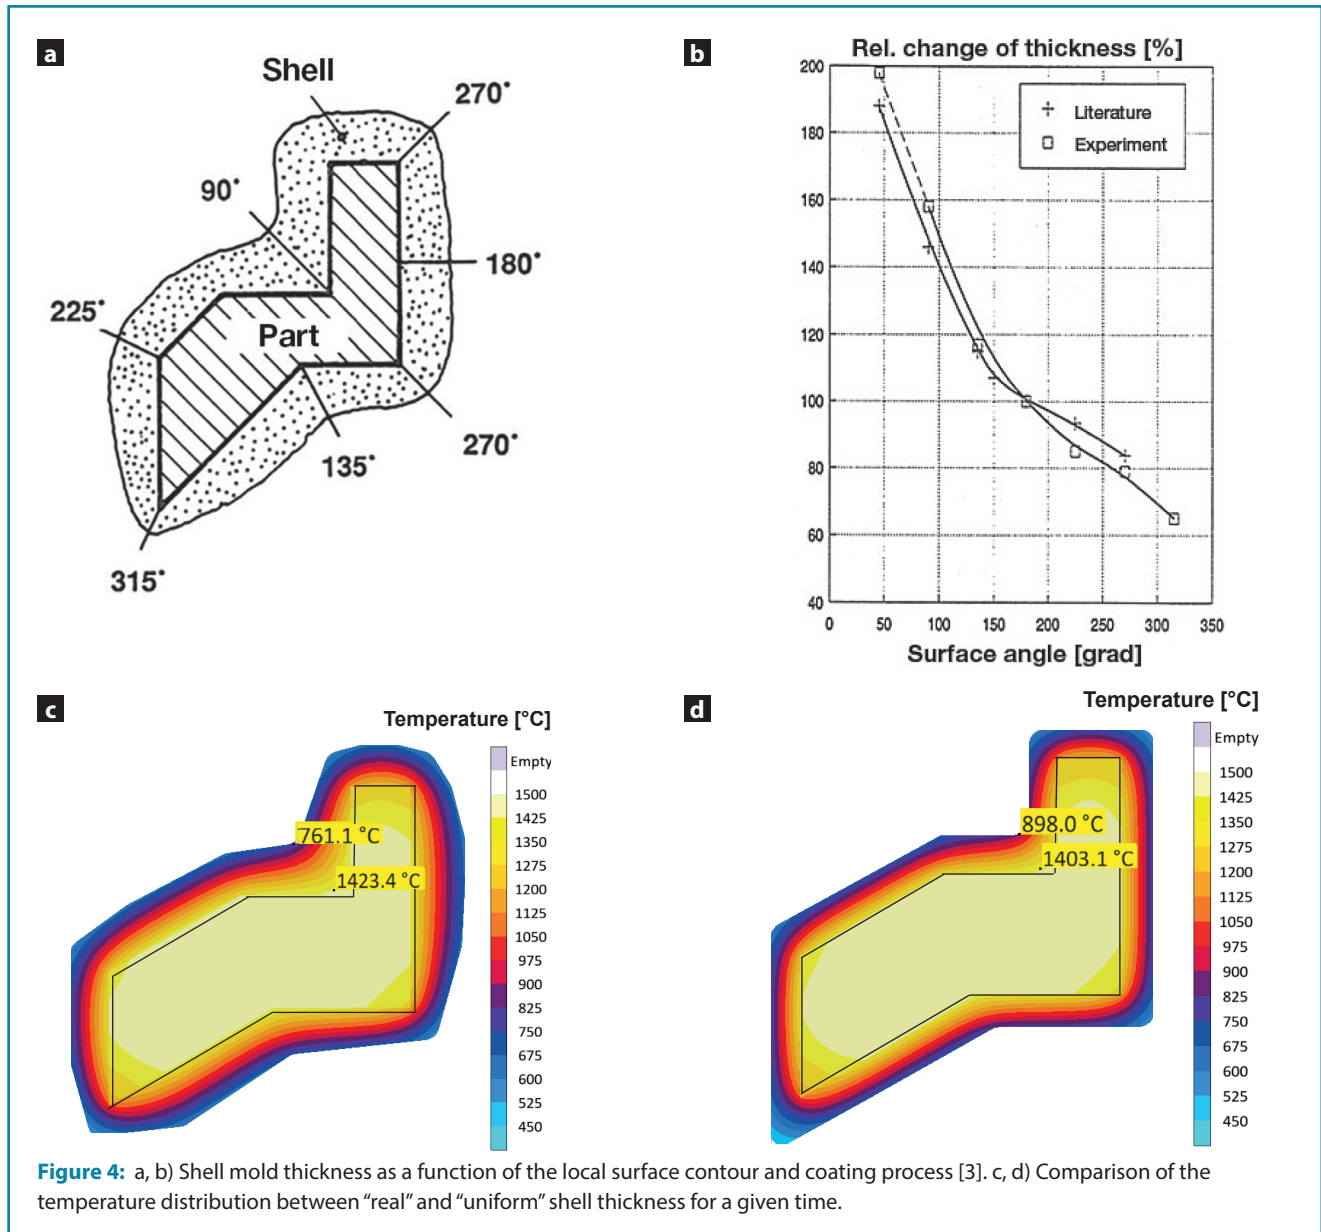 a
Shell
270°
90°
180°
225°
Part
270°
135°
315°
b
Rel. change of thickness [%]
200
180
160
140
120
100
80
60
40
Literature
Experiment
0 50 100 150 200 250 300 350
Surface angle [grad]
c
Temperature [°C]
Empty
1500
1425
1350
1275
1200
1125
1050
975
900
825
750
675
600
525
450
761.1 °C
1423.4 °C
d
Temperature [°C]
Empty
1500
1425
1350
1275
1200
1125
1050
975
900
825
750
675
600
525
450
898.0 °C
1403.1 °C
Figure 4: a, b) Shell mold thickness as a function of the local surface contour and coating process [3]. c, d) Comparison of the
temperature distribution between “real” and “uniform” shell thickness for a given time.